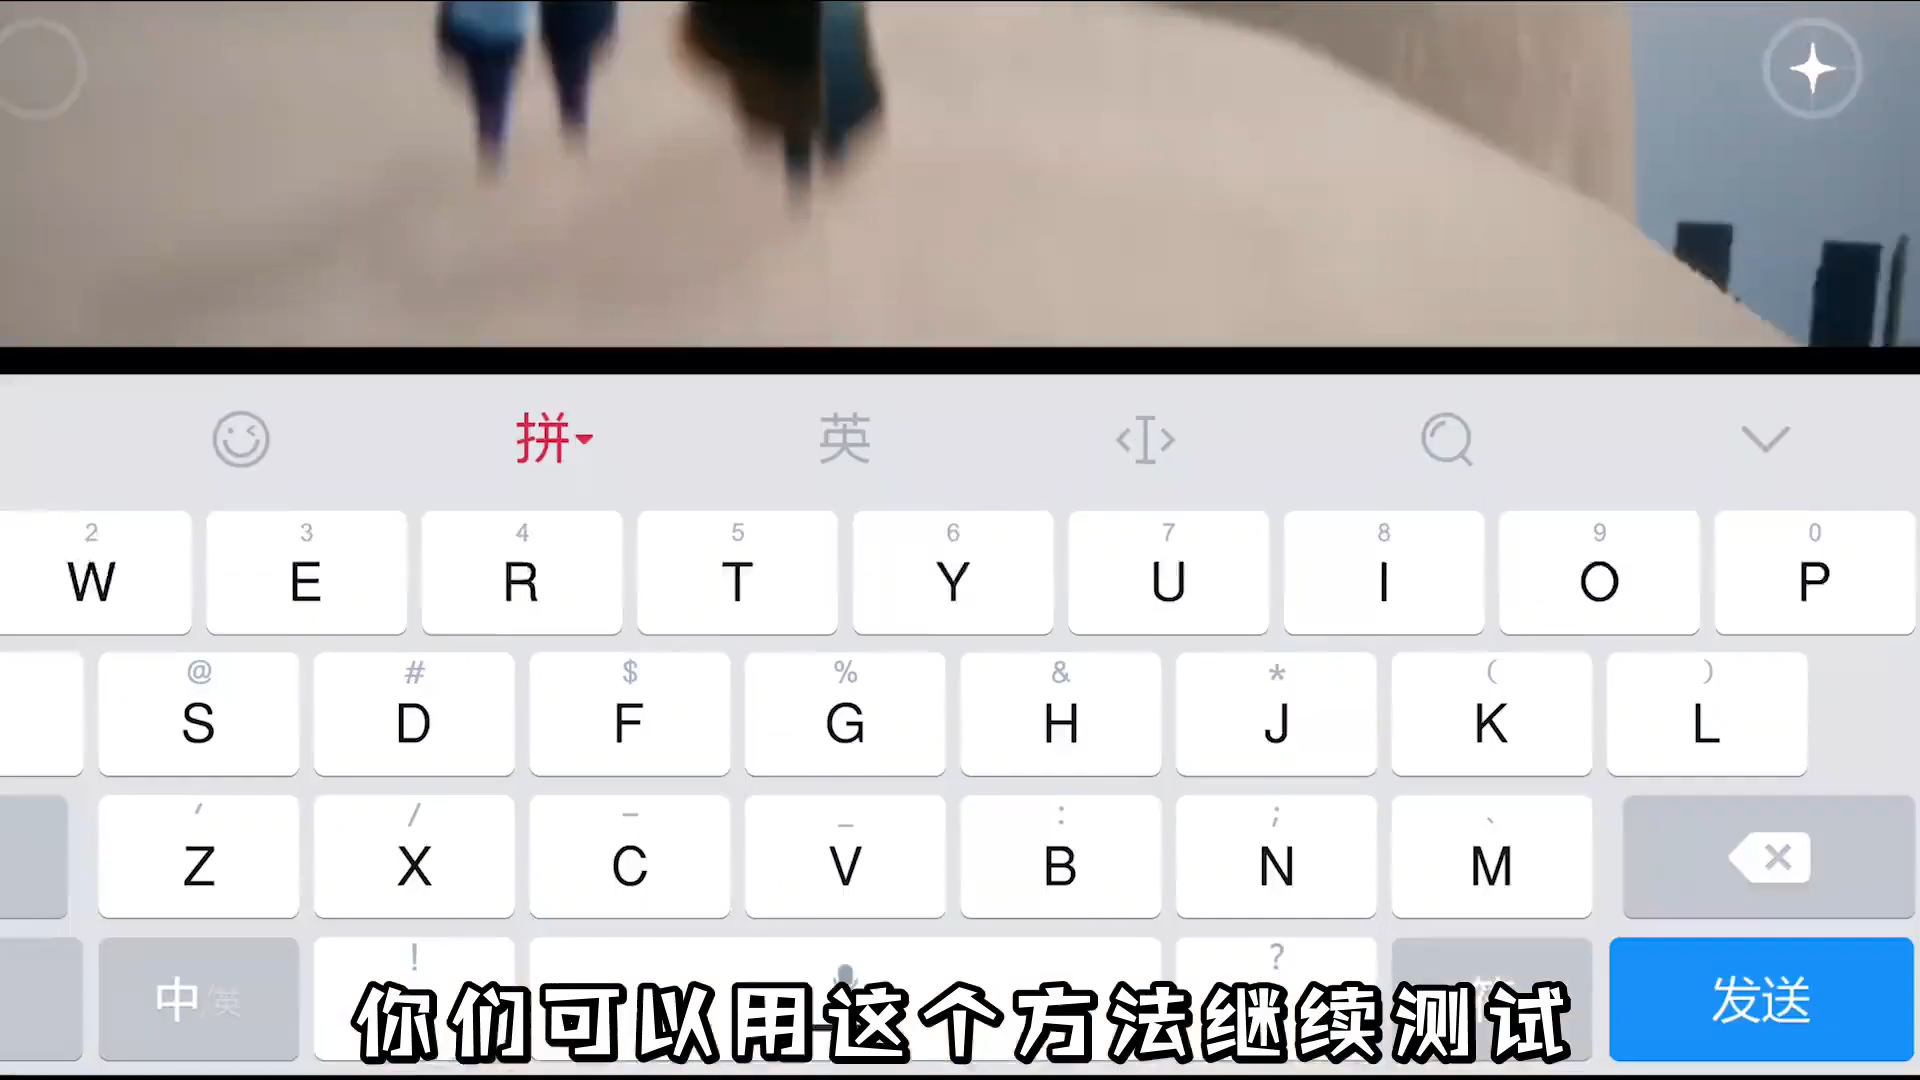 拼 英
2 3 4 5 6 7 8 9 0
W E R T Y U I O P
@ # $ % & * ( )
S D F G H J K L
′ / – _ : ; 、
Z X C V B N M
! ?
中/英 发送
你们可以用这个方法继续测试